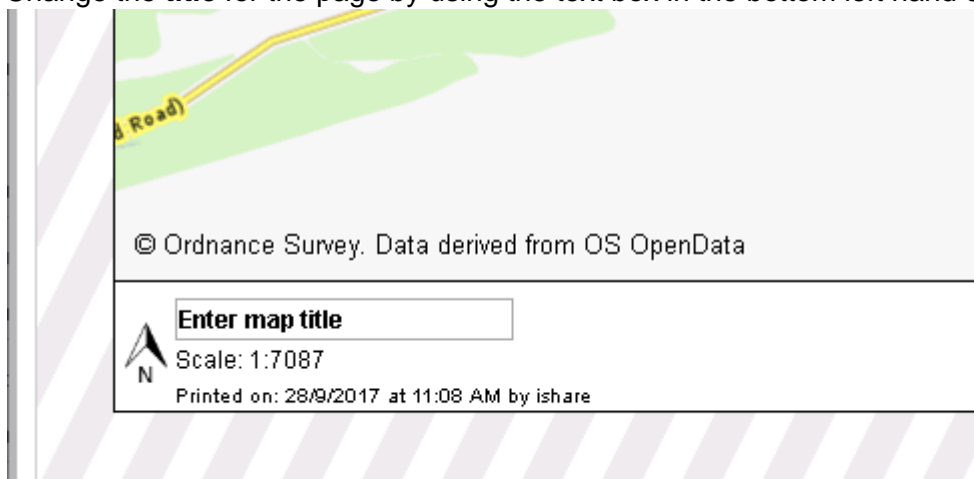 Change the title for the page by using the text box in the bottom left hand
d Road)
© Ordnance Survey. Data derived from OS OpenData
Enter map title
Scale: 1:7087
N
Printed on: 28/9/2017 at 11:08 AM by ishare